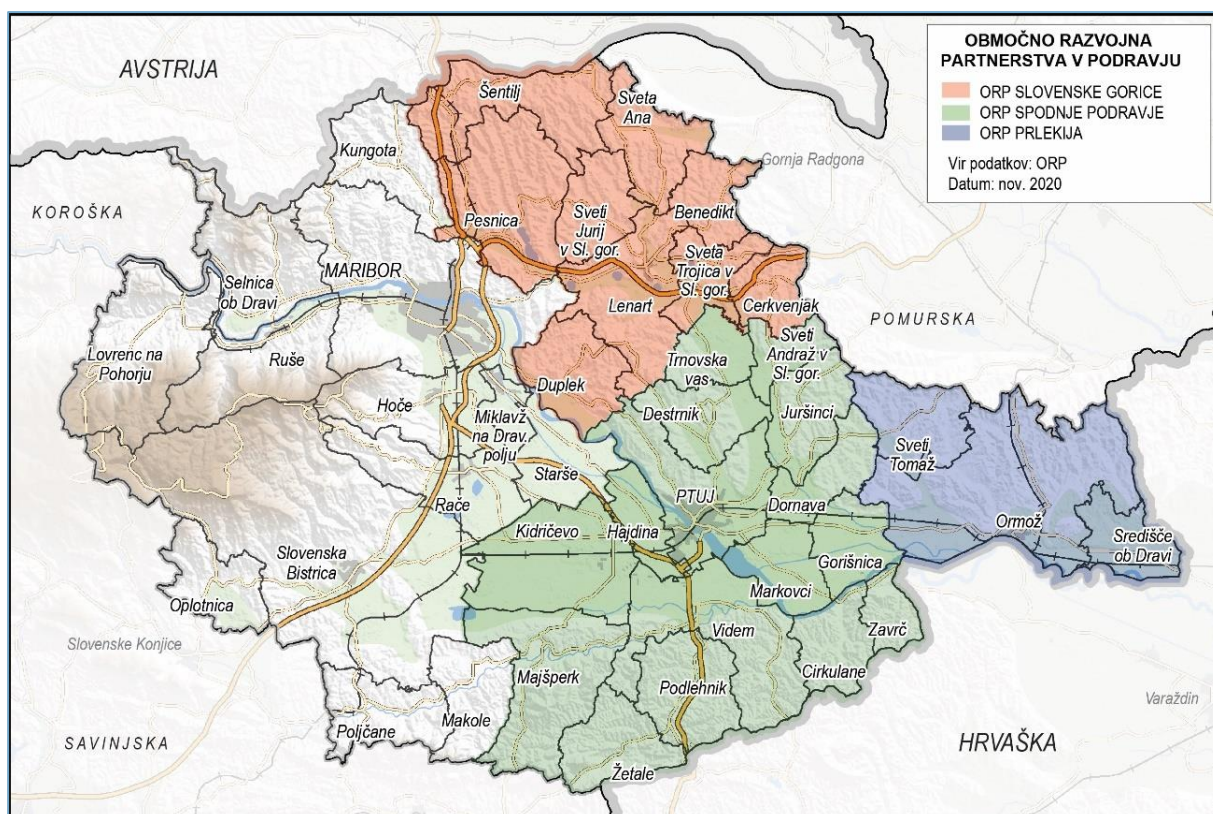 OBMOČNO RAZVOJNA
PARTNERSTVA V PODRAVJU
ORP SLOVENSKE GORICE
ORP SPODNJE PODRAVJE
ORP PRLEKIJA
Vir podatkov: ORP
Datum: nov. 2020
AVSTRIJA
Šentilj
Sveta
Ana
Kungota
Gornja Radgona
KOROŠKA
Pesnica
Sveti
Jurij
v Sl. gor.
Benedikt
Sveta
Trojica v
Sl. gor.
MARIBOR
Selnica
ob Dravi
Lenart
Cerkvenjak
POMURSKA
Lovrenc na
Pohorju
Ruše
Trnovska
vas
Sveti
Andraž v
Sl. gor.
Duplek
Hoče
Miklavž
na Drav.
polju
Destrnik
Juršinci
Sveti
Tomaž
Starše
Rače
PTUJ
Dornava
Kidričevo
Hajdina
Ormož
Središče
ob Dravi
Slovenska
Bistrica
Gorišnica
Markovci
Oplotnica
Videm
Zavrč
Slovenske Konjice
Majšperk
Podlehnik
Cirkulane
Varaždin
Poljčane
Makole
SAVINJSKA
HRVAŠKA
Žetale